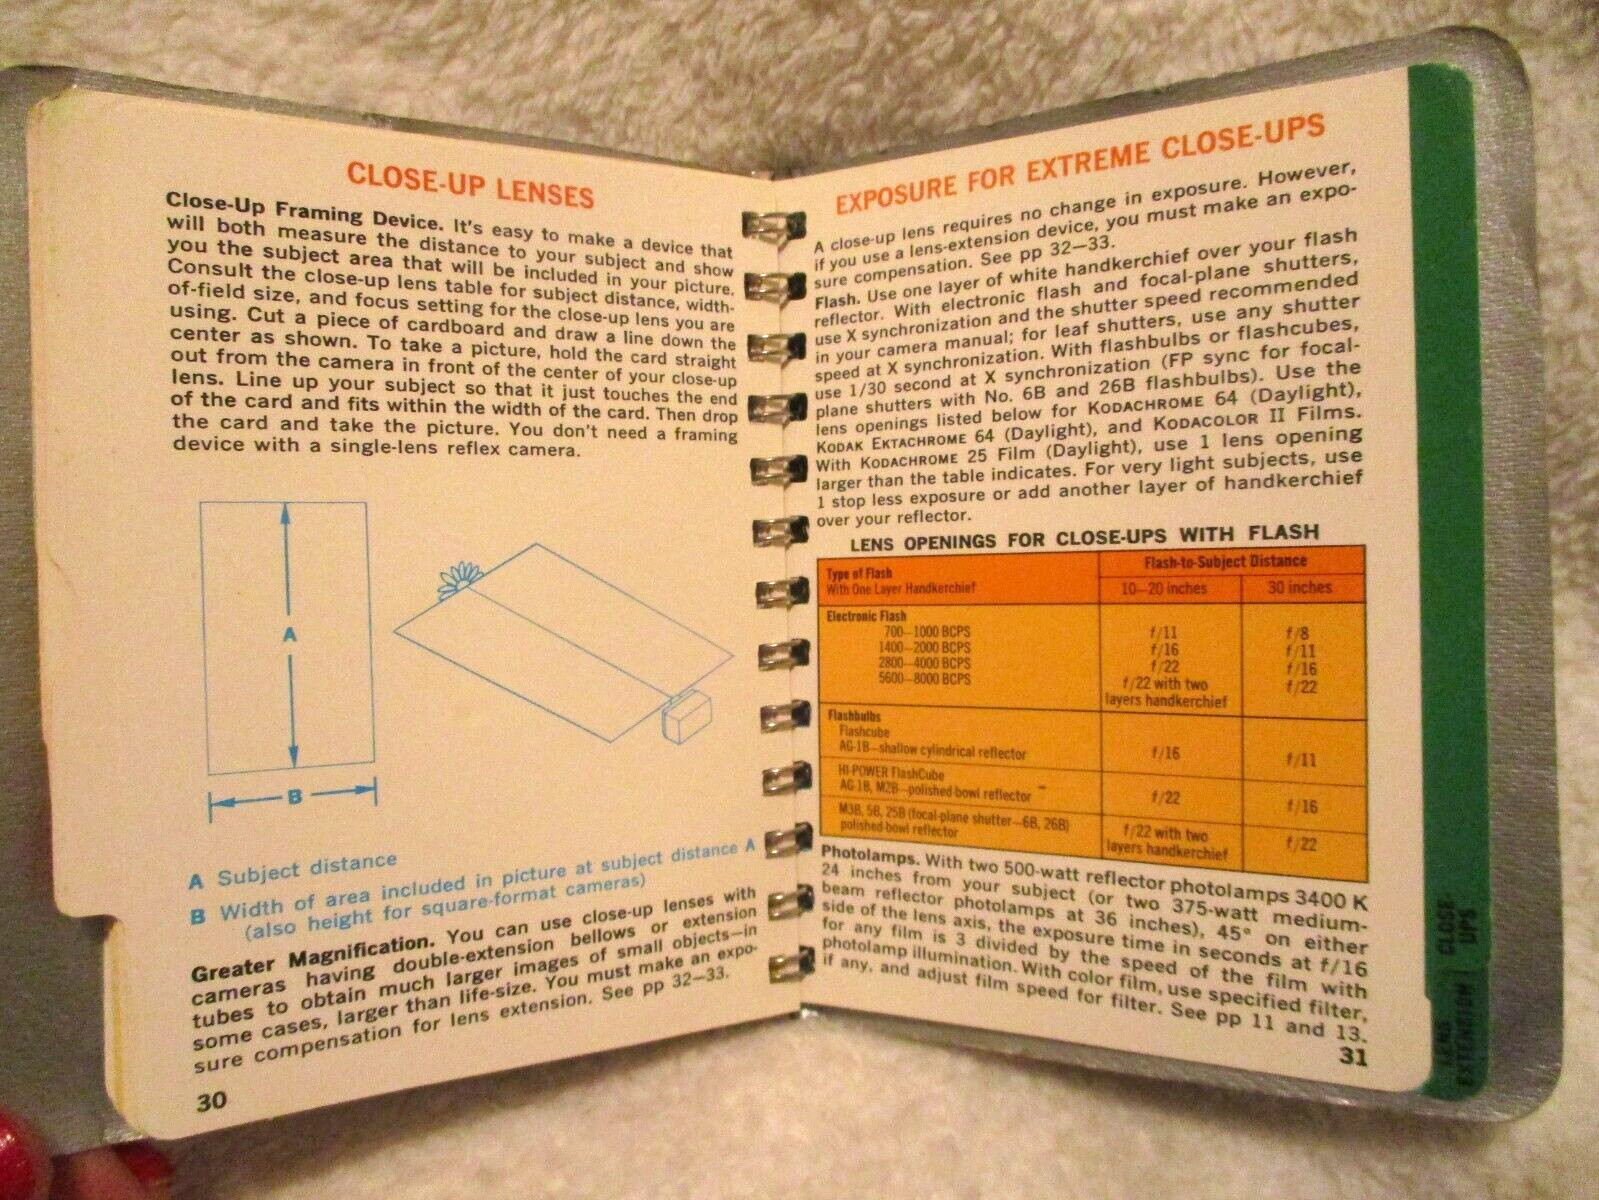 CLOSE-UP LENSES
Close-Up Framing Device. It's easy to make a device that
will both measure the distance to your subject and show
you the subject area that will be included in your picture.
Consult the close-up lens table for subject distance, width-
of-field size, and focus setting for the close-up lens you are
using. Cut a piece of cardboard and draw a line down the
center as shown. To take a picture, hold the card straight
out from the camera in front of the center of your close-up
lens. Line up your subject so that it just touches the end
of the card and fits within the width of the card. Then drop
the card and take the picture. You don't need a framing
device with a single-lens reflex camera.
A
B
A Subject distance
B Width of area included in picture at subject distance A
(also height for square-format cameras)
Greater Magnification. You can use close-up lenses with
cameras having double-extension bellows or extension
tubes to obtain much larger images of small objects—in
some cases, larger than life-size. You must make an expo-
sure compensation for lens extension. See pp 32—33.
30
EXPOSURE FOR EXTREME CLOSE-UPS
A close-up lens requires no change in exposure. However,
if you use a lens-extension device, you must make an expo-
sure compensation. See pp 32—33.
Flash. Use one layer of white handkerchief over your flash
reflector. With electronic flash and focal-plane shutters,
use X synchronization and the shutter speed recommended
in your camera manual; for leaf shutters, use any shutter
speed at X synchronization. With flashbulbs or flashcubes,
use 1/30 second at X synchronization (FP sync for focal-
plane shutters with No. 6B and 26B flashbulbs). Use the
lens openings listed below for KODACHROME 64 (Daylight),
KODAK EKTACHROME 64 (Daylight), and KODACOLOR II Films.
With KODACHROME 25 Film (Daylight), use 1 lens opening
larger than the table indicates. For very light subjects, use
1 stop less exposure or add another layer of handkerchief
over your reflector.
LENS OPENINGS FOR CLOSE-UPS WITH FLASH
Type of Flash
With One Layer Handkerchief
Flash-to-Subject Distance
10—20 inches 30 inches
Electronic Flash
700—1000 BCPS f/11 f/8
1400—2000 BCPS f/16 f/11
2800—4000 BCPS f/22 f/16
5600—8000 BCPS f/22 with two layers handkerchief f/22
Flashbulbs
Flashcube
AG-1B—shallow cylindrical reflector f/16 f/11
HI-POWER FlashCube
AG-1B, M2B—polished-bowl reflector f/22 f/16
M3B, 5B, 25B (focal-plane shutter—6B, 26B)
polished-bowl reflector f/22 with two layers handkerchief f/22
Photolamps. With two 500-watt reflector photolamps 3400 K
24 inches from your subject (or two 375-watt medium-
beam reflector photolamps at 36 inches), 45° on either
side of the lens axis, the exposure time in seconds at f/16
for any film is 3 divided by the speed of the film with
photolamp illumination. With color film, use specified filter,
if any, and adjust film speed for filter. See pp 11 and 13.
31
LENS
EXTENTION
CLOSE-
UPS